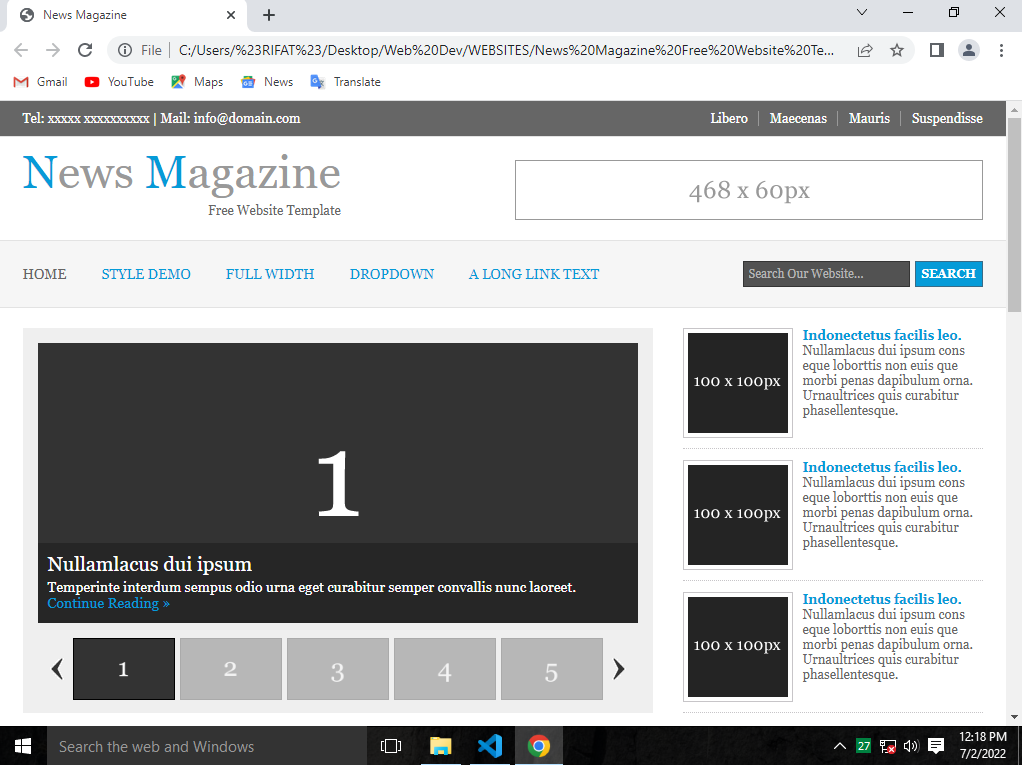 News Magazine
File C:/Users/%23RIFAT%23/Desktop/Web%20Dev/WEBSITES/News%20Magazine%20Free%20Website%20Te...
Gmail YouTube Maps News Translate
Tel: xxxxx xxxxxxxxxx | Mail: info@domain.com
Libero Maecenas Mauris Suspendisse
News Magazine
Free Website Template
468 x 60px
HOME STYLE DEMO FULL WIDTH DROPDOWN A LONG LINK TEXT
Search Our Website... SEARCH
1
Nullamlacus dui ipsum
Temperinte interdum sempus odio urna eget curabitur semper convallis nunc laoreet.
Continue Reading »
1 2 3 4 5
100 x 100px
Indonectetus facilis leo.
Nullamlacus dui ipsum cons
eque loborttis non euis que
morbi penas dapibulum orna.
Urnaultrices quis curabitur
phasellentesque.
100 x 100px
Indonectetus facilis leo.
Nullamlacus dui ipsum cons
eque loborttis non euis que
morbi penas dapibulum orna.
Urnaultrices quis curabitur
phasellentesque.
100 x 100px
Indonectetus facilis leo.
Nullamlacus dui ipsum cons
eque loborttis non euis que
morbi penas dapibulum orna.
Urnaultrices quis curabitur
phasellentesque.
Search the web and Windows
27
12:18 PM
7/2/2022